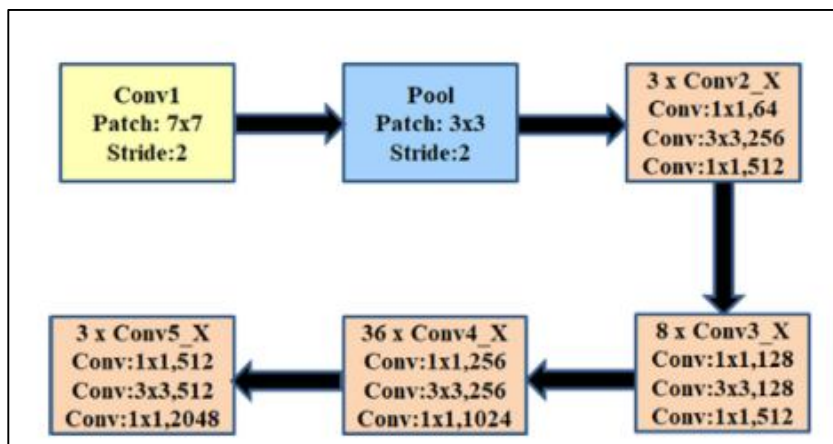 Conv1
Patch: 7x7
Stride:2
Pool
Patch: 3x3
Stride:2
3 x Conv2_X
Conv:1x1,64
Conv:3x3,256
Conv:1x1,512
8 x Conv3_X
Conv:1x1,128
Conv:3x3,128
Conv:1x1,512
36 x Conv4_X
Conv:1x1,256
Conv:3x3,256
Conv:1x1,1024
3 x Conv5_X
Conv:1x1,512
Conv:3x3,512
Conv:1x1,2048